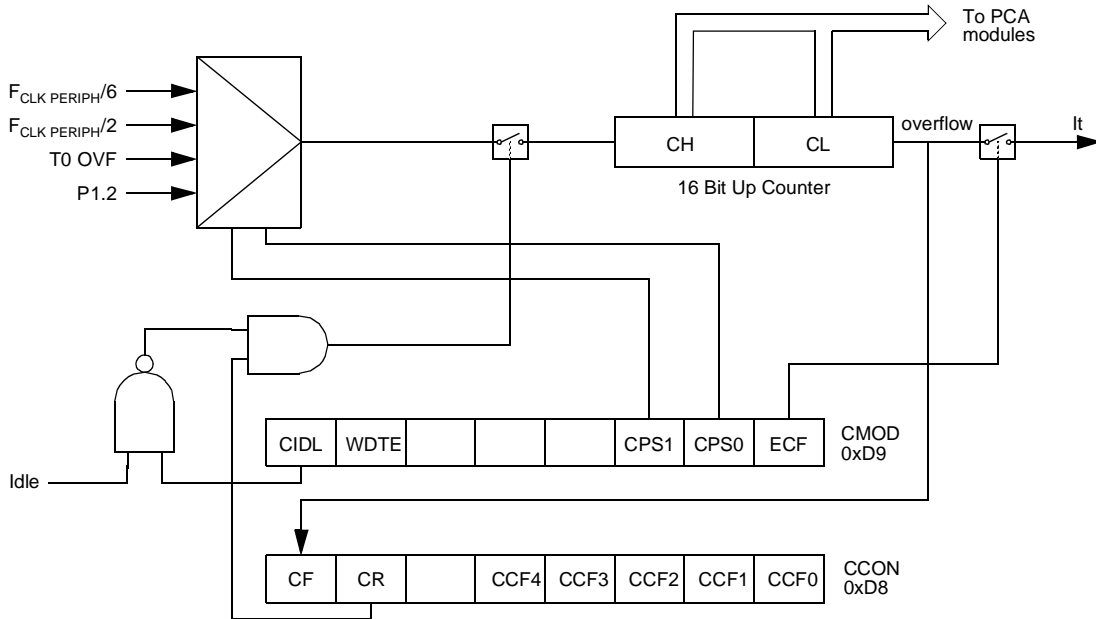 To PCA
modules
FCLK PERIPH/6
FCLK PERIPH/2
T0 OVF
P1.2
CH
CL
overflow
It
16 Bit Up Counter
CIDL
WDTE
CPS1
CPS0
ECF
CMOD
0xD9
Idle
CF
CR
CCF4
CCF3
CCF2
CCF1
CCF0
CCON
0xD8